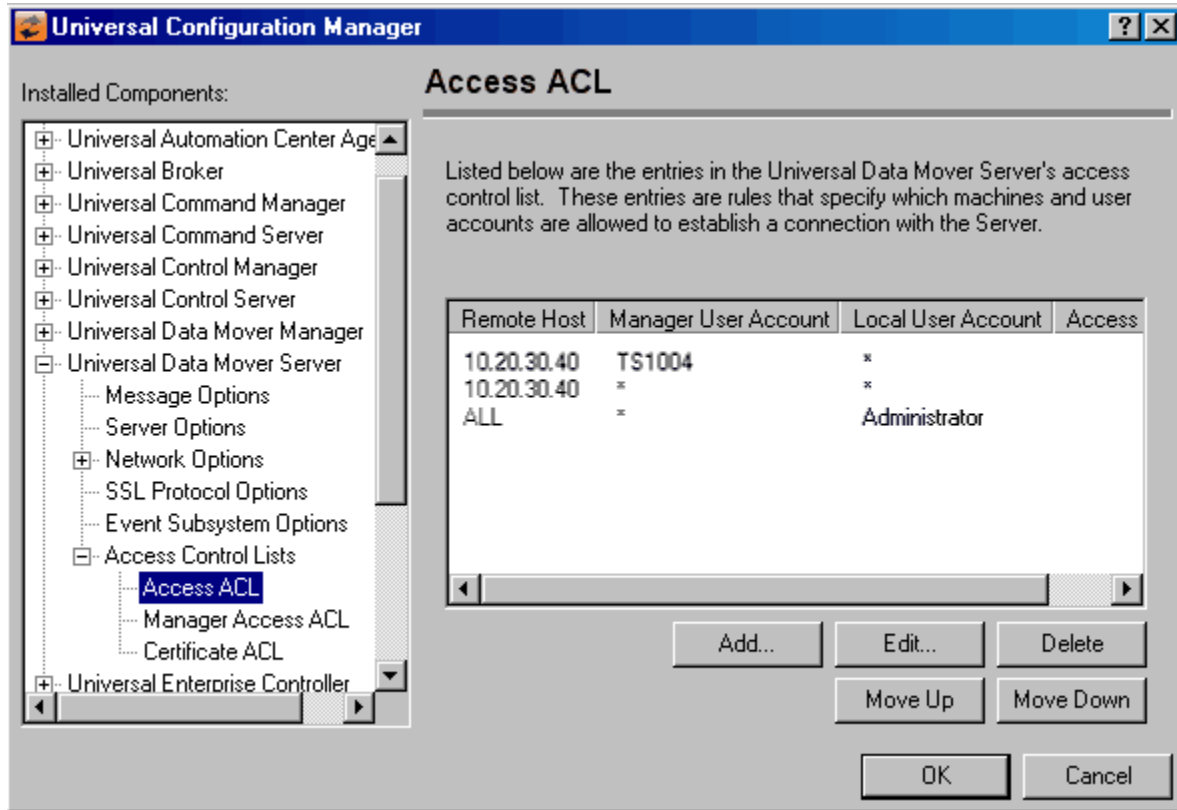 Universal Configuration Manager
Installed Components:
Universal Automation Center Age
Universal Broker
Universal Command Manager
Universal Command Server
Universal Control Manager
Universal Control Server
Universal Data Mover Manager
Universal Data Mover Server
Message Options
Server Options
Network Options
SSL Protocol Options
Event Subsystem Options
Access Control Lists
Access ACL
Manager Access ACL
Certificate ACL
Universal Enterprise Controller
Access ACL
Listed below are the entries in the Universal Data Mover Server's access
control list. These entries are rules that specify which machines and user
accounts are allowed to establish a connection with the Server.
Remote Host Manager User Account Local User Account Access
10.20.30.40 TS1004 *
10.20.30.40 * *
ALL * Administrator
Add... Edit... Delete
Move Up Move Down
OK Cancel